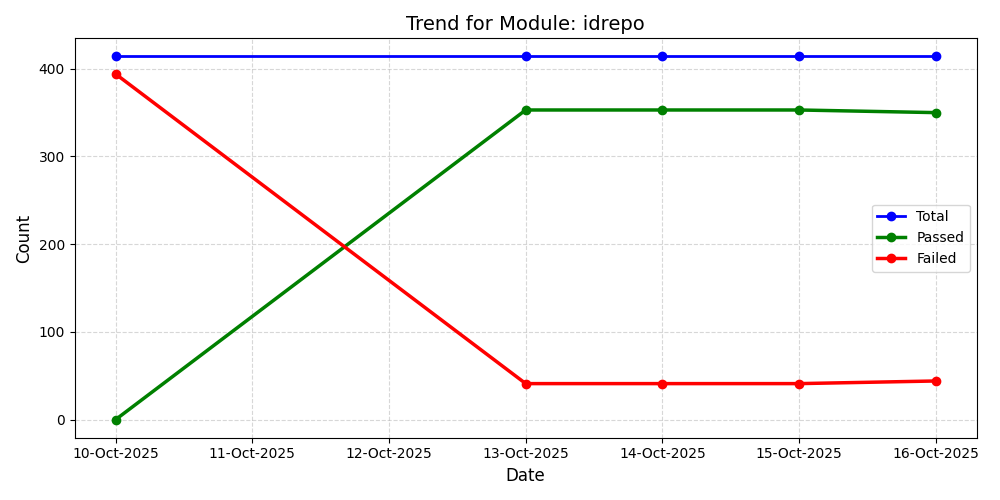 Trend for Module: idrepo
Count
400
300
200
100
0
Total
Passed
Failed
10-Oct-2025 11-Oct-2025 12-Oct-2025 13-Oct-2025 14-Oct-2025 15-Oct-2025 16-Oct-2025
Date